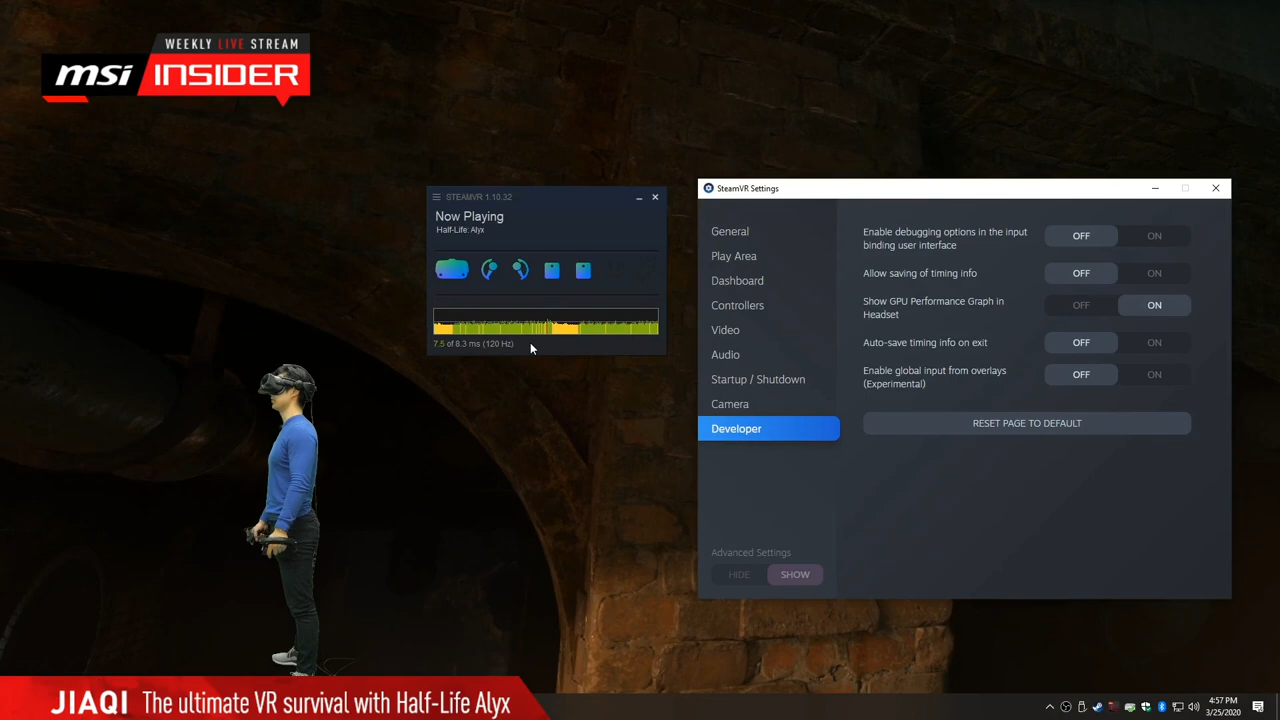 WEEKLY LIVE STREAM
msi INSIDER
STEAMVR 1.10.32
Now Playing
Half-Life: Alyx
7.5 of 8.3 ms (120 Hz)
SteamVR Settings
General
Play Area
Dashboard
Controllers
Video
Audio
Startup / Shutdown
Camera
Developer
Advanced Settings
HIDE SHOW
Enable debugging options in the input
binding user interface
OFF ON
Allow saving of timing info
OFF ON
Show GPU Performance Graph in
Headset
OFF ON
Auto-save timing info on exit
OFF ON
Enable global input from overlays
(Experimental)
OFF ON
RESET PAGE TO DEFAULT
JIAQI The ultimate VR survival with Half-Life Alyx
4:57 PM
3/25/2020